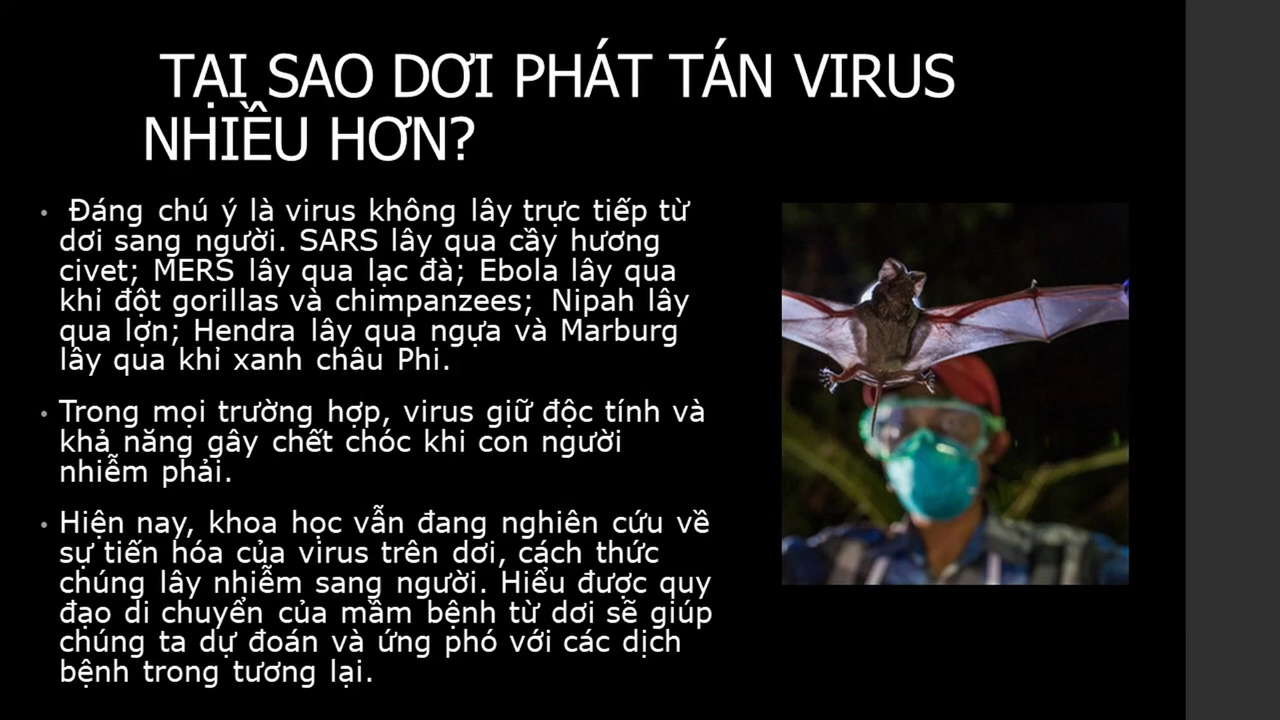 TẠI SAO DƠI PHÁT TÁN VIRUS
NHIỀU HƠN?
• Đáng chú ý là virus không lây trực tiếp từ
dơi sang người. SARS lây qua cầy hương
civet; MERS lây qua lạc đà; Ebola lây qua
khỉ đột gorillas và chimpanzees; Nipah lây
qua lợn; Hendra lây qua ngựa và Marburg
lây qua khỉ xanh châu Phi.
• Trong mọi trường hợp, virus giữ độc tính và
khả năng gây chết chóc khi con người
nhiễm phải.
• Hiện nay, khoa học vẫn đang nghiên cứu về
sự tiến hóa của virus trên dơi, cách thức
chúng lây nhiễm sang người. Hiểu được quy
đạo di chuyển của mầm bệnh từ dơi sẽ giúp
chúng ta dự đoán và ứng phó với các dịch
bệnh trong tương lại.